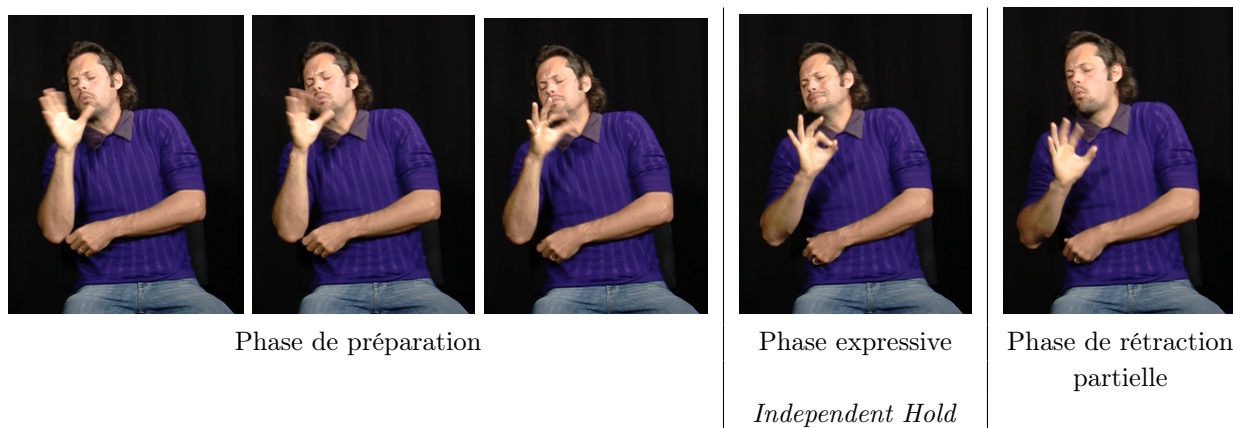 Phase de préparation
Phase expressive
Independent Hold
Phase de rétraction
partielle